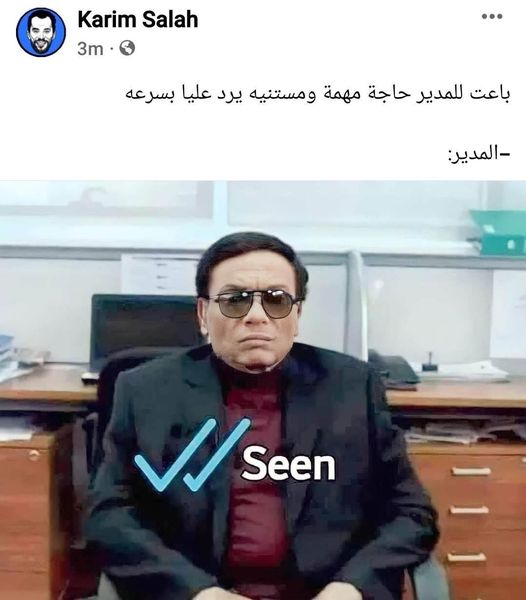 Karim Salah
3m ·
باعت للمدير حاجة مهمة ومستنيه يرد عليا بسرعه
–المدير:
Seen